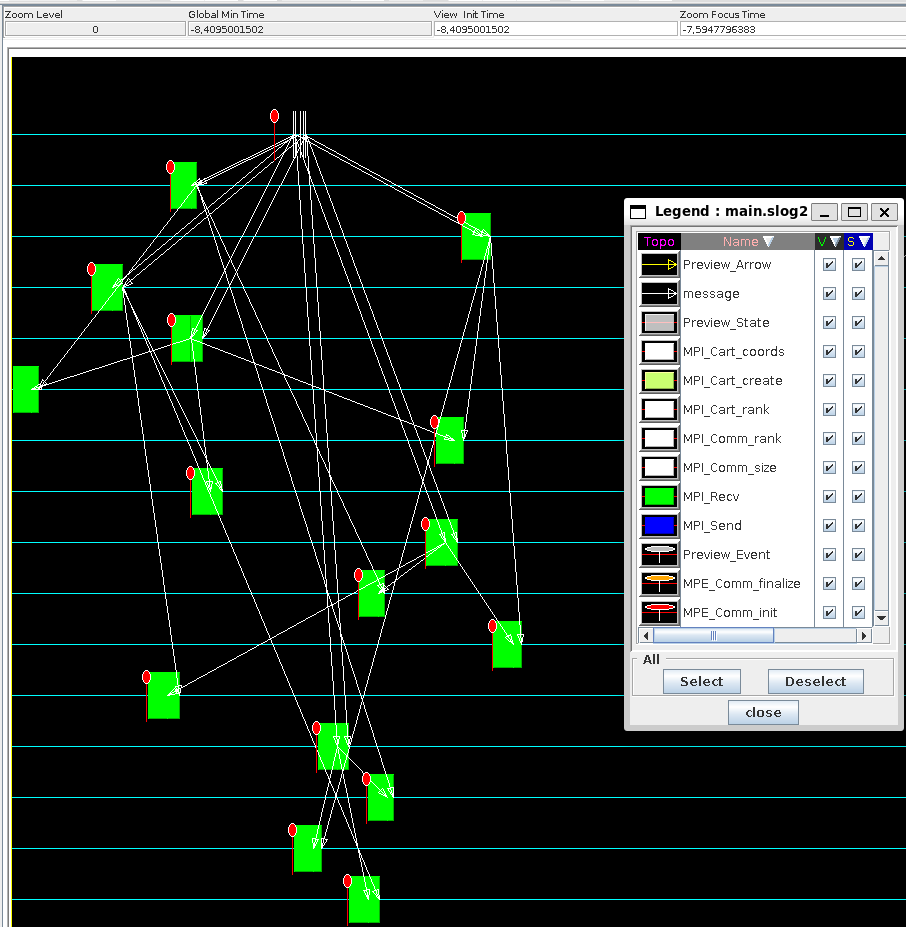 Zoom Level Global Min Time View Init Time Zoom Focus Time
0 -8,4095001502 -8,4095001502 -7,5947796383
Legend : main.slog2
Topo Name V S
Preview_Arrow
message
Preview_State
MPI_Cart_coords
MPI_Cart_create
MPI_Cart_rank
MPI_Comm_rank
MPI_Comm_size
MPI_Recv
MPI_Send
Preview_Event
MPE_Comm_finalize
MPE_Comm_init
All
Select Deselect
close